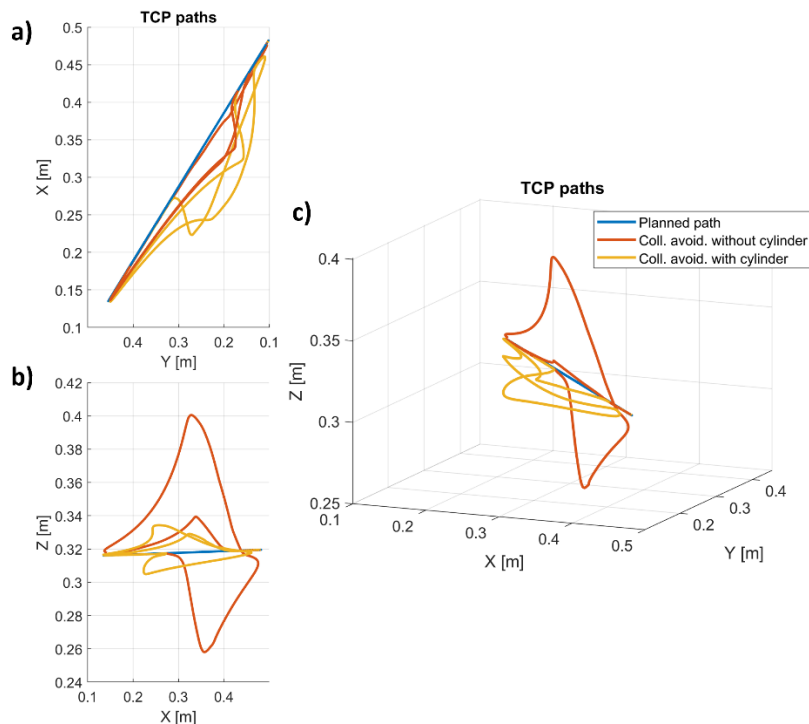 a)
TCP paths
0.5
0.45
0.4
0.35
0.3
0.25
0.2
0.15
0.1
X [m]
0.4 0.3 0.2 0.1
Y [m]
b)
0.42
0.4
0.38
0.36
0.34
0.32
0.3
0.28
0.26
0.24
Z [m]
0.1 0.2 0.3 0.4
X [m]
c)
TCP paths
Planned path
Coll. avoid. without cylinder
Coll. avoid. with cylinder
0.4
0.35
0.3
0.25
Z [m]
0.1 0.2 0.3 0.4 0.5
X [m]
0.2 0.3 0.4
Y [m]